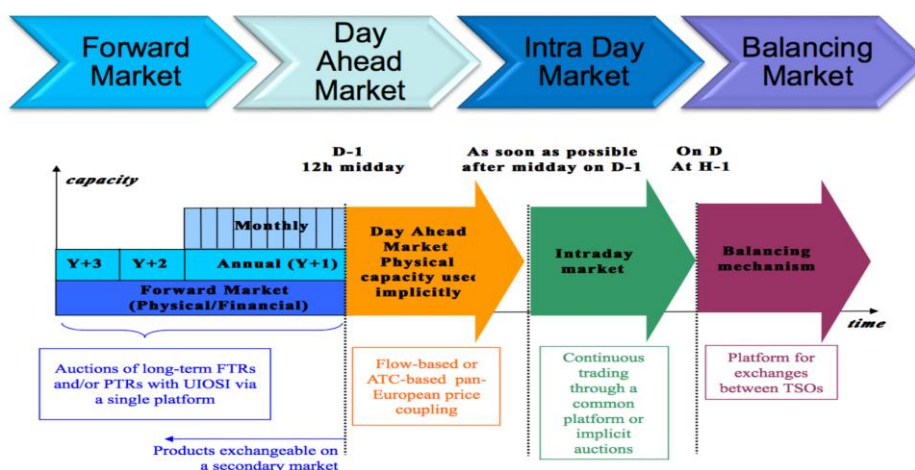 Forward
Market
Day
Ahead
Market
Intra Day
Market
Balancing
Market
D-1
12h midday
As soon as possible
after midday on D-1
On D
At H-1
capacity
Monthly
Y+3
Y+2
Annual (Y+1)
Forward Market
(Physical/Financial)
Day Ahead
Market
Physical
capacity used
implicitly
Intraday
market
Balancing
mechanism
time
Auctions of long-term FTRs
and/or PTRs with UIOSI via
a single platform
Flow-based or
ATC-based pan-
European price
coupling
Continuous
trading
through a
common
platform or
implicit
auctions
Platform for
exchanges
between TSOs
Products exchangeable on
a secondary market